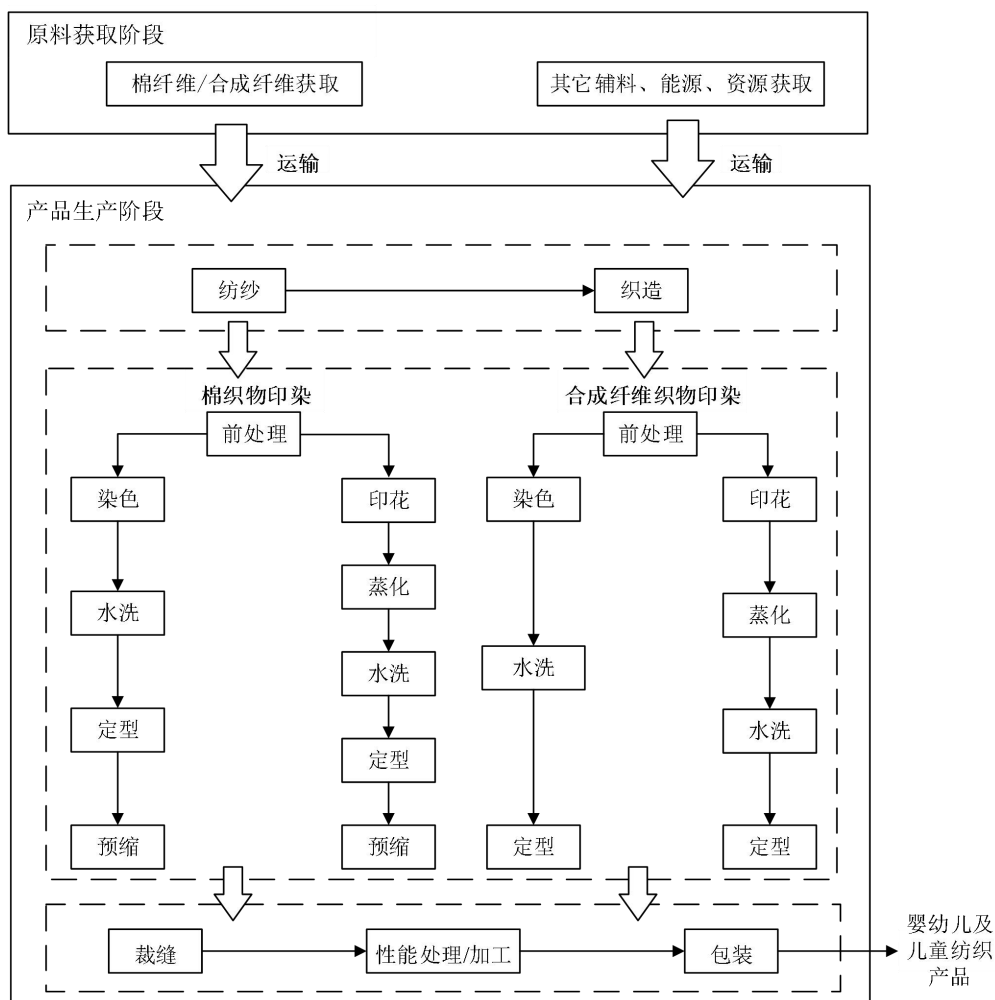 原料获取阶段
棉纤维/合成纤维获取
其它辅料、能源、资源获取
运输
运输
产品生产阶段
纺纱
织造
棉织物印染
合成纤维织物印染
前处理
前处理
染色
印花
染色
印花
蒸化
水洗
蒸化
水洗
水洗
定型
水洗
定型
预缩
预缩
定型
定型
裁缝
性能处理/加工
包装
婴幼儿及
儿童纺织
产品